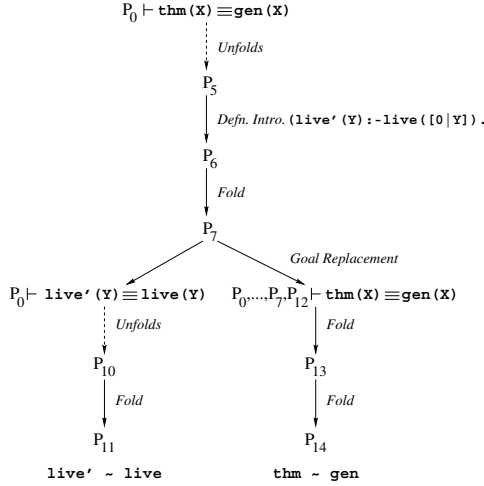 P0 ⊢ thm(X) ≡ gen(X)
Unfolds
P5
Defn. Intro. (live'(Y):-live([0|Y]).
P6
Fold
P7
Goal Replacement
P0 ⊢ live'(Y) ≡ live(Y)
P0,...,P7,P12 ⊢ thm(X) ≡ gen(X)
Unfolds
Fold
P10
P13
Fold
Fold
P11
P14
live' ~ live
thm ~ gen